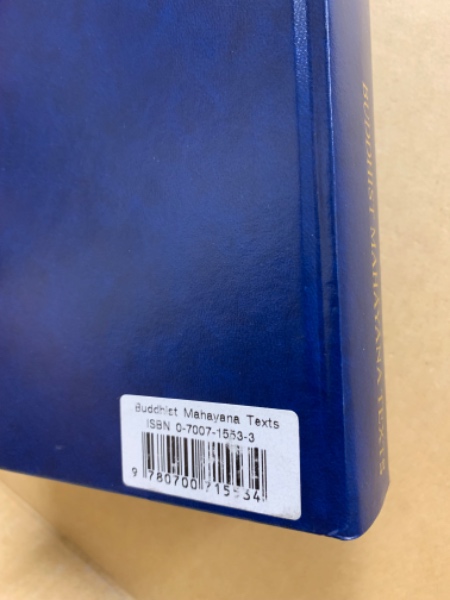 BUDDHIST MAHAYANA TEXTS
Buddhist Mahayana Texts
ISBN 0-7007-1553-3
9 780700 715534